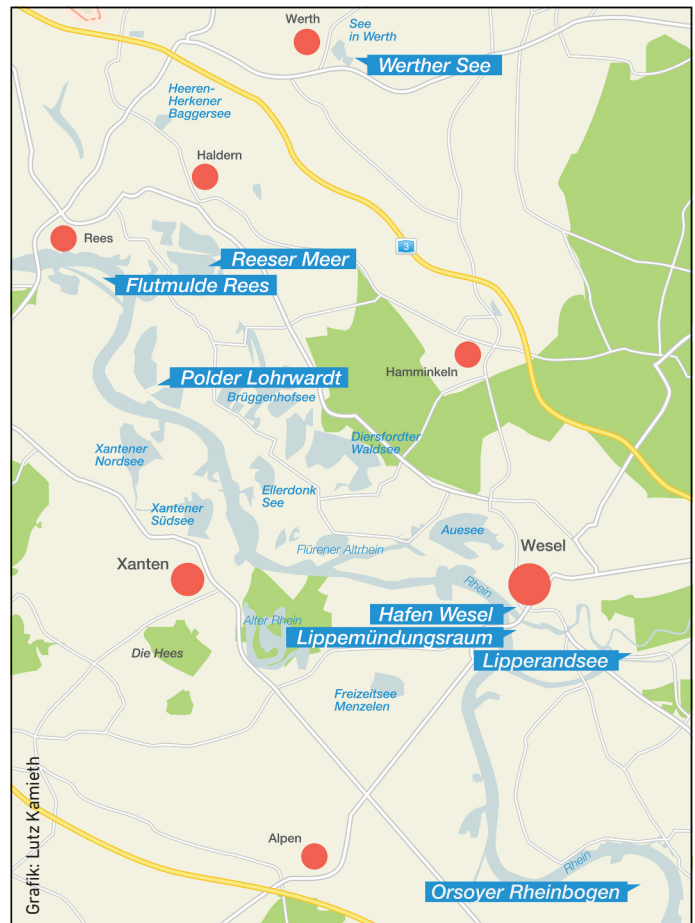 Werth
See
in Werth
Werther See
Heeren-
Herkener
Baggersee
Haldern
Rees
3
Reeser Meer
Flutmulde Rees
Hamminkeln
Polder Lohrwardt
Brüggenhofsee
Diersfordter
Waldsee
Xantener
Nordsee
Ellerdonk
See
Xantener
Südsee
Auesee
Flürener Altrhein
Wesel
Xanten
Rhein
Hafen Wesel
Alter Rhein
Lippemündungsraum
Die Hees
Lipperandsee
Freizeitsee
Menzelen
Alpen
Rhein
Orsoyer Rheinbogen
Grafik: Lutz Kamieth